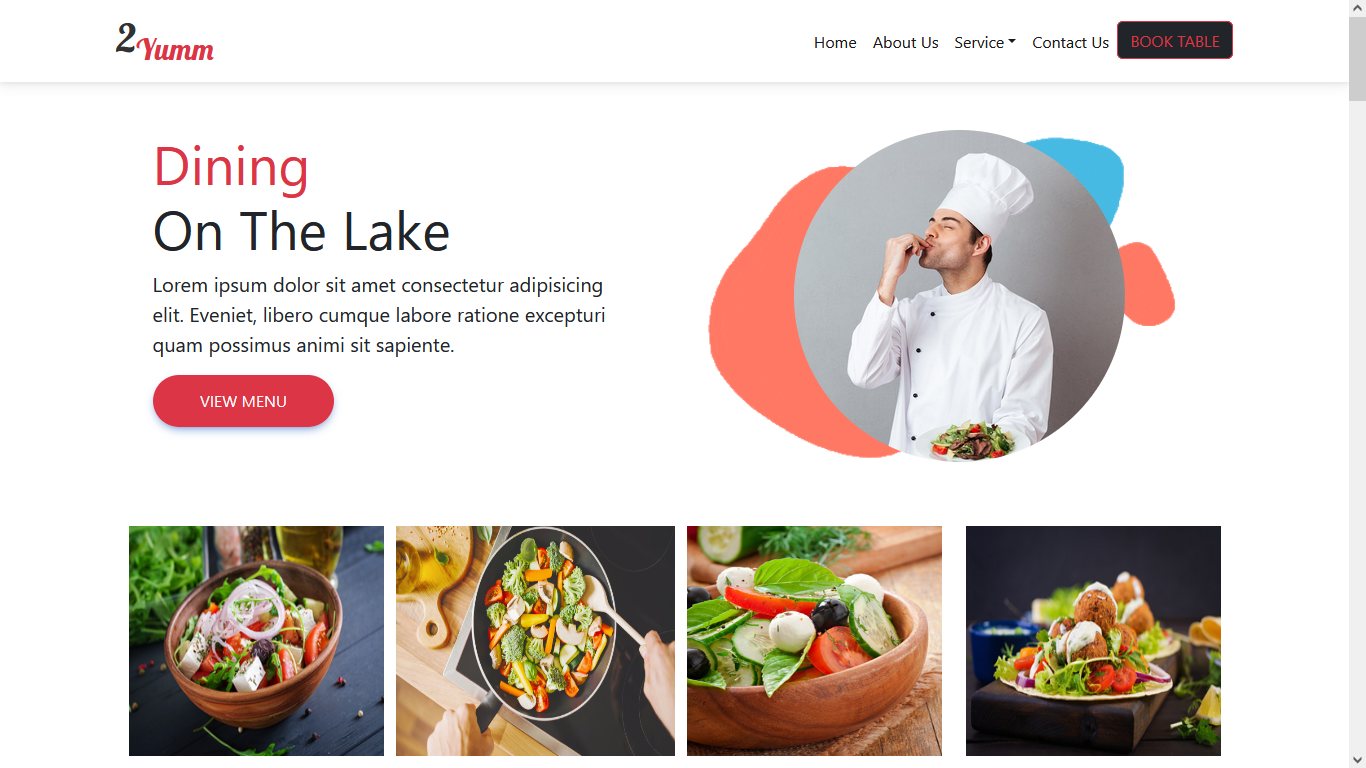 2Yumm
Home About Us Service Contact Us BOOK TABLE
Dining
On The Lake
Lorem ipsum dolor sit amet consectetur adipisicing
elit. Eveniet, libero cumque labore ratione excepturi
quam possimus animi sit sapiente.
VIEW MENU